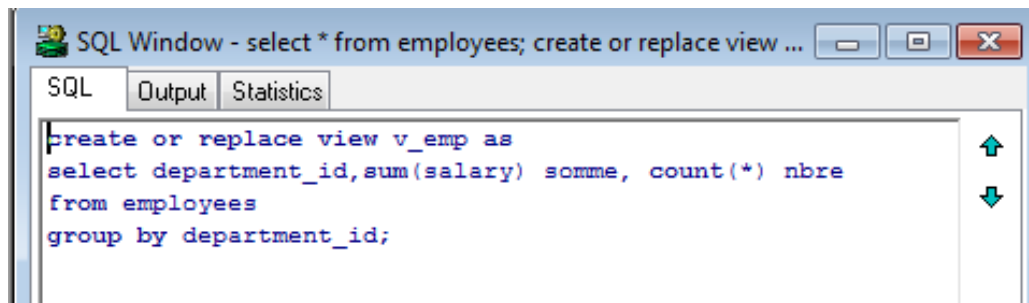 SQL Window - select * from employees; create or replace view ...
SQL Output Statistics
create or replace view v_emp as
select department_id,sum(salary) somme, count(*) nbre
from employees
group by department_id;